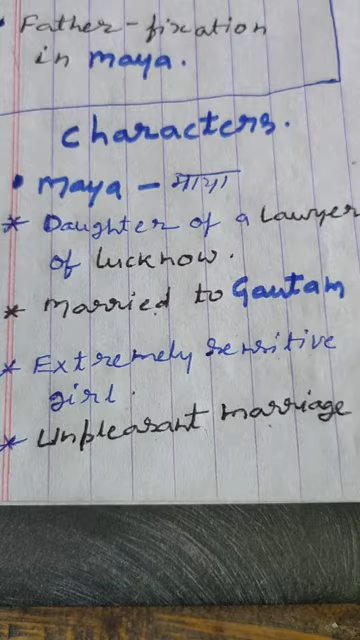 • Father-fixation
in Maya.
Characters.
• Maya – माया
* Daughter of a Lawyer
of Lucknow.
* Married to Gautam
* Extremely sensitive
girl.
* Unpleasant marriage